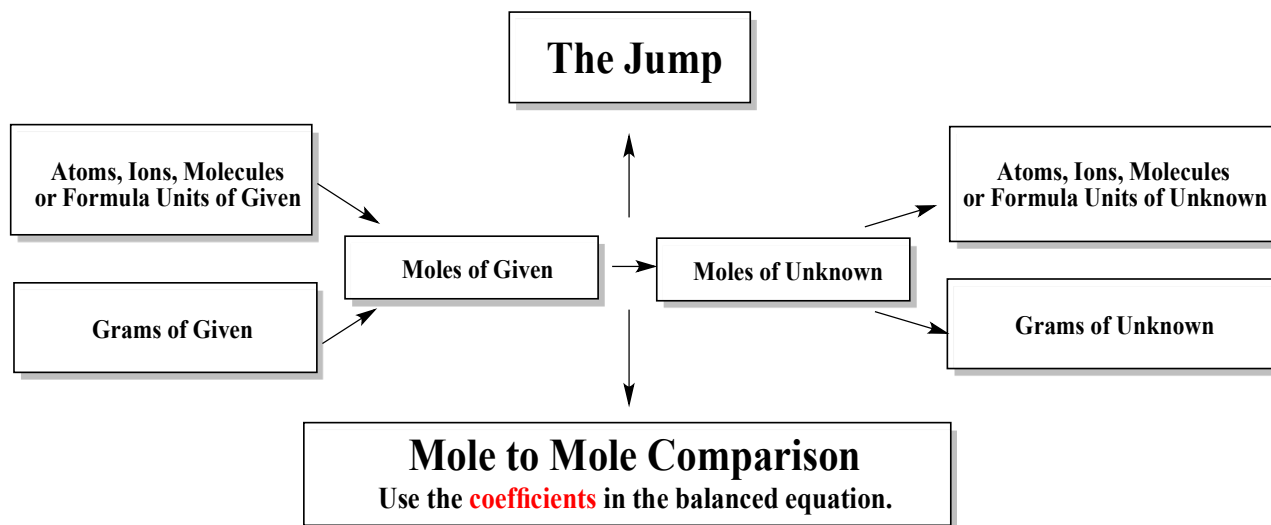 The Jump
Atoms, Ions, Molecules
or Formula Units of Given
Atoms, Ions, Molecules
or Formula Units of Unknown
Moles of Given
Moles of Unknown
Grams of Given
Grams of Unknown
Mole to Mole Comparison
Use the coefficients in the balanced equation.